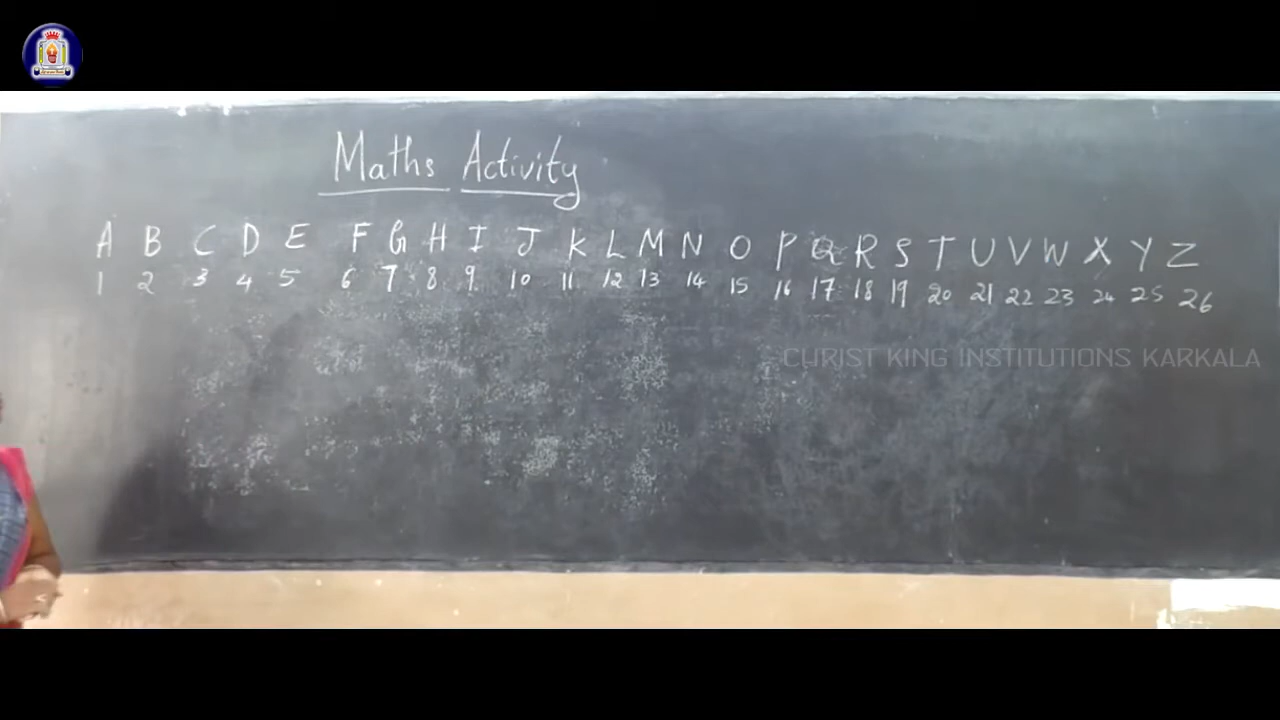 Maths Activity
A B C D E F G H I J K L M N O P Q R S T U V W X Y Z
1 2 3 4 5 6 7 8 9 10 11 12 13 14 15 16 17 18 19 20 21 22 23 24 25 26
CHRIST KING INSTITUTIONS KARKALA